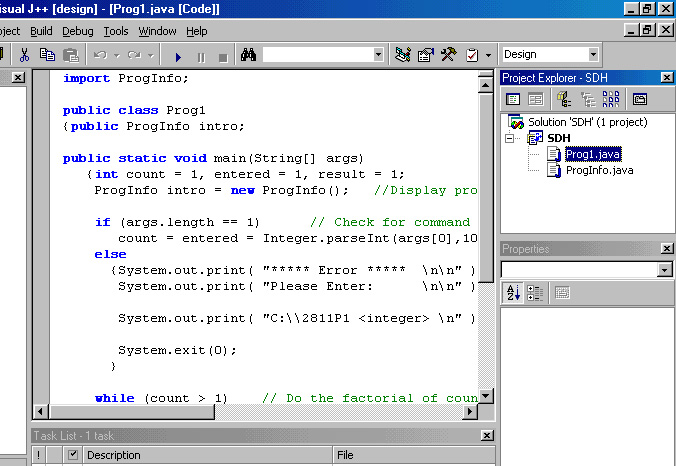 isual J++ [design] - [Prog1.java [Code]]
oject Build Debug Tools Window Help
Design
import ProgInfo;
public class Prog1
{public ProgInfo intro;
public static void main(String[] args)
{int count = 1, entered = 1, result = 1;
ProgInfo intro = new ProgInfo(); //Display pro
if (args.length == 1) // Check for command
count = entered = Integer.parseInt(args[0],10
else
{System.out.print( "***** Error ***** \n\n" )
System.out.print( "Please Enter: \n\n" )
System.out.print( "C:\\2811P1 <integer> \n" )
System.exit(0);
}
while (count > 1) // Do the factorial of coun
Task List - 1 task
! Description File
Project Explorer - SDH
Solution 'SDH' (1 project)
SDH
Prog1.java
ProgInfo.java
Properties